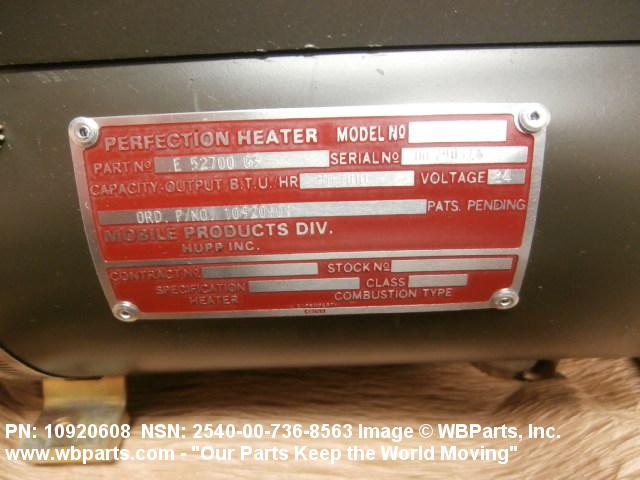 PERFECTION HEATER MODEL NO
PART NO E 52700 SERIAL NO
CAPACITY-OUTPUT B.T.U./HR VOLTAGE 24
ORD. P/NO. PATS. PENDING
MOBILE PRODUCTS DIV.
HUPP INC.
CONTRACT NO STOCK NO
SPECIFICATION CLASS
HEATER COMBUSTION TYPE
PN: 10920608 NSN: 2540-00-736-8563 Image © WBParts, Inc.
www.wbparts.com - "Our Parts Keep the World Moving"